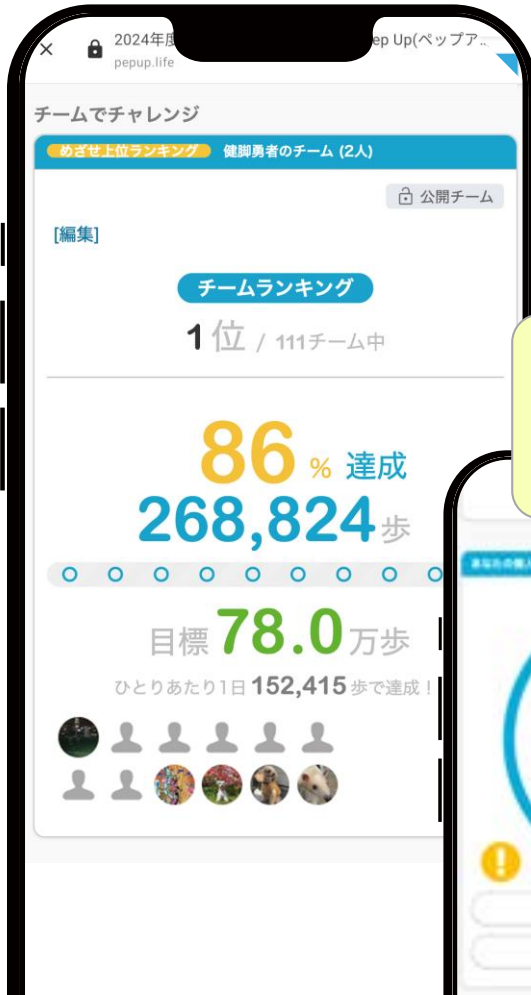 2024年度
ep Up(ペップア..
pepup.life
チームでチャレンジ
めざせ上位ランキング 健脚勇者のチーム (2人)
公開チーム
[編集]
チームランキング
1位 / 111チーム中
86 % 達成
268,824歩
目標 78.0万歩
ひとりあたり1日 152,415 歩で達成！